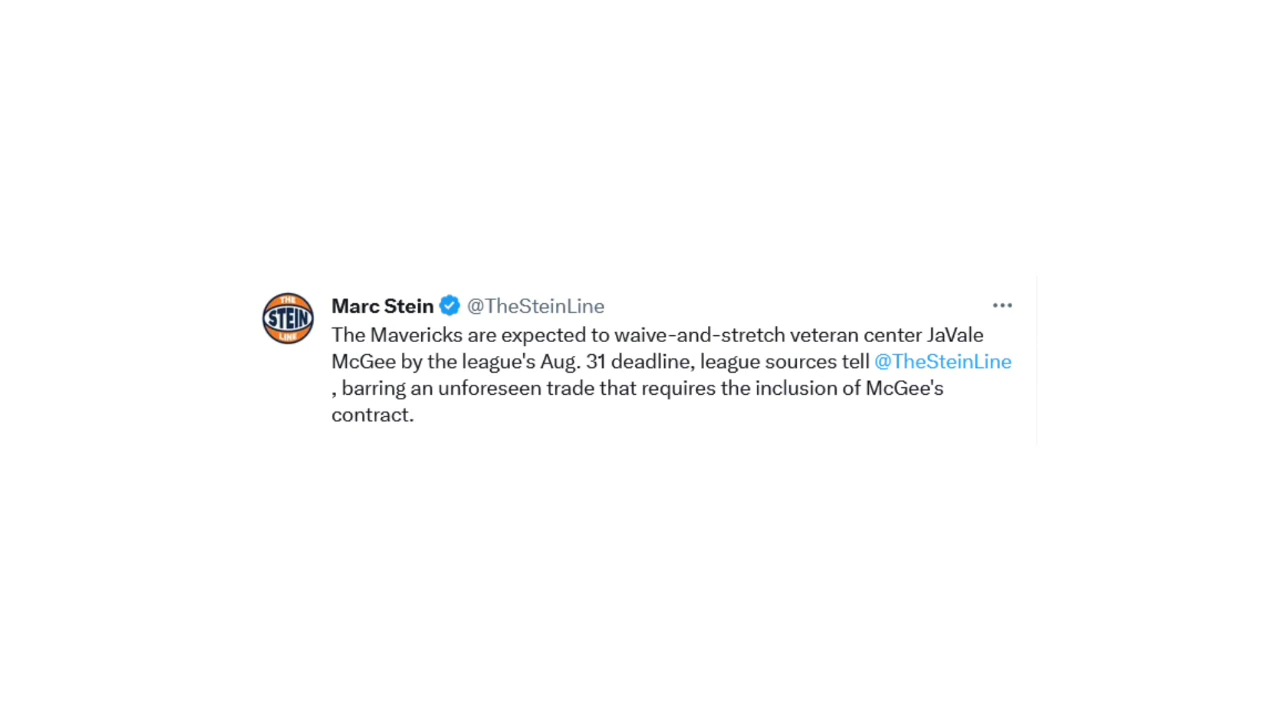 THE
STEIN
LINE
Marc Stein @TheSteinLine
The Mavericks are expected to waive-and-stretch veteran center JaVale
McGee by the league's Aug. 31 deadline, league sources tell @TheSteinLine
, barring an unforeseen trade that requires the inclusion of McGee's
contract.